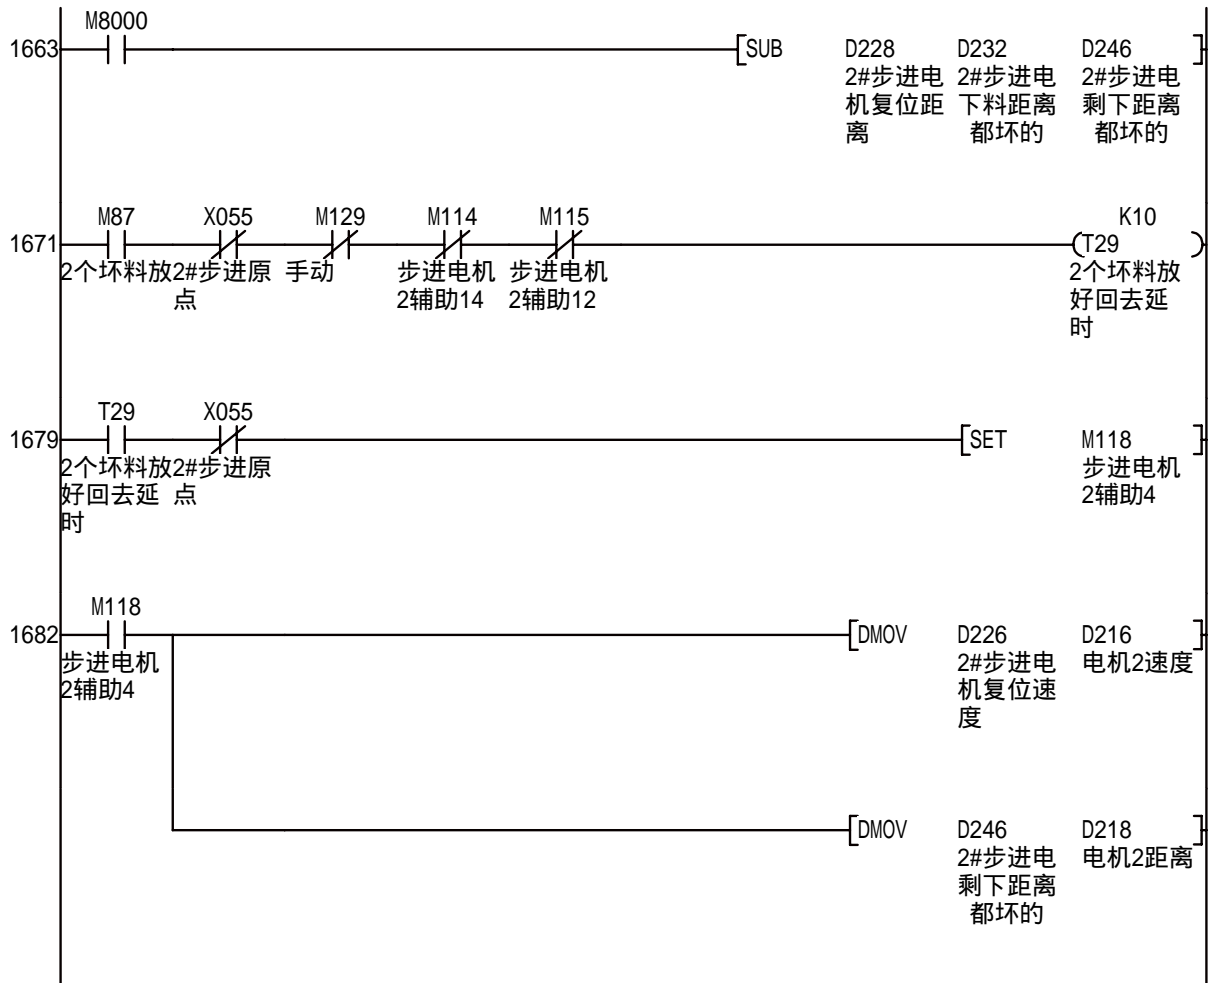 M8000
1663 SUB D228 D232 D246
2#步进电 2#步进电 2#步进电
机复位距 下料距离 剩下距离
离 都坏的 都坏的
M87 X055 M129 M114 M115 K10
1671 T29
2个坏料放 2#步进原 手动 步进电机 步进电机 2个坏料放
点 2辅助14 2辅助12 好回去延
时
T29 X055
1679 SET M118
2个坏料放 2#步进原 步进电机
好回去延 点 2辅助4
时
M118
1682 DMOV D226 D216
步进电机 2#步进电 电机2速度
2辅助4 机复位速
度
DMOV D246 D218
2#步进电 电机2距离
剩下距离
都坏的